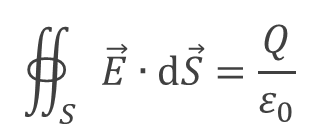 ∯_S E⃗ · dS⃗ = Q/ε₀